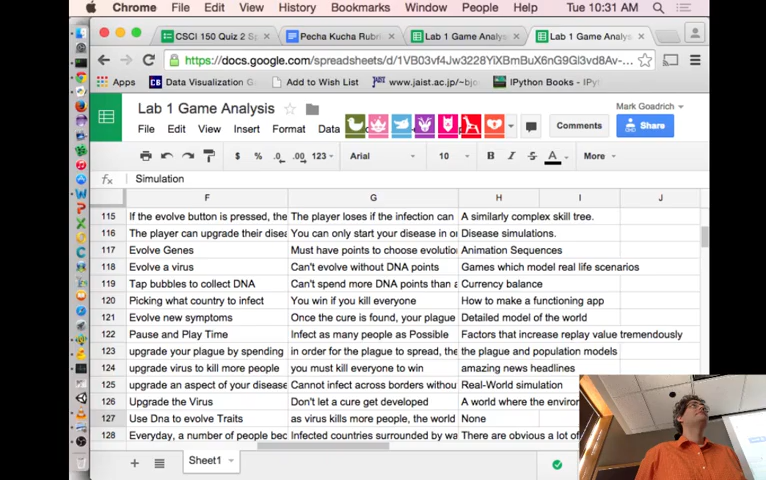 Chrome File Edit View History Bookmarks Window People Help Tue 10:31 AM
CSCI 150 Quiz 2 Sp
Pecha Kucha Rubri
Lab 1 Game Analys
Lab 1 Game Analys
Apps
Data Visualization
Add to Wish List
IPython Books - IPy
Lab 1 Game Analysis
Mark Goadrich
File Edit View Insert Format Data
Comments
Share
$ % .0 .00 123 Arial 10 B I S A More
fx Simulation
F G H I J
115 If the evolve button is pressed, the The player loses if the infection can A similarly complex skill tree.
116 The player can upgrade their disea You can only start your disease in o Disease simulations.
117 Evolve Genes Must have points to choose evolutio Animation Sequences
118 Evolve a virus Can't evolve without DNA points Games which model real life scenarios
119 Tap bubbles to collect DNA Can't spend more DNA points than a Currency balance
120 Picking what country to infect You win if you kill everyone How to make a functioning app
121 Evolve new symptoms Once the cure is found, your plague Detailed model of the world
122 Pause and Play Time Infect as many people as Possible Factors that increase replay value tremendously
123 upgrade your plague by spending in order for the plague to spread, the the plague and population models
124 upgrade virus to kill more people you must kill everyone to win amazing news headlines
125 upgrade an aspect of your disease Cannot infect across borders withou Real-World simulation
126 Upgrade the Virus Don't let a cure get developed A world where the environ
127 Use Dna to evolve Traits as virus kills more people, the world None
128 Everyday, a number of people bec Infected countries surrounded by wa There are obvious a lot of
Sheet1